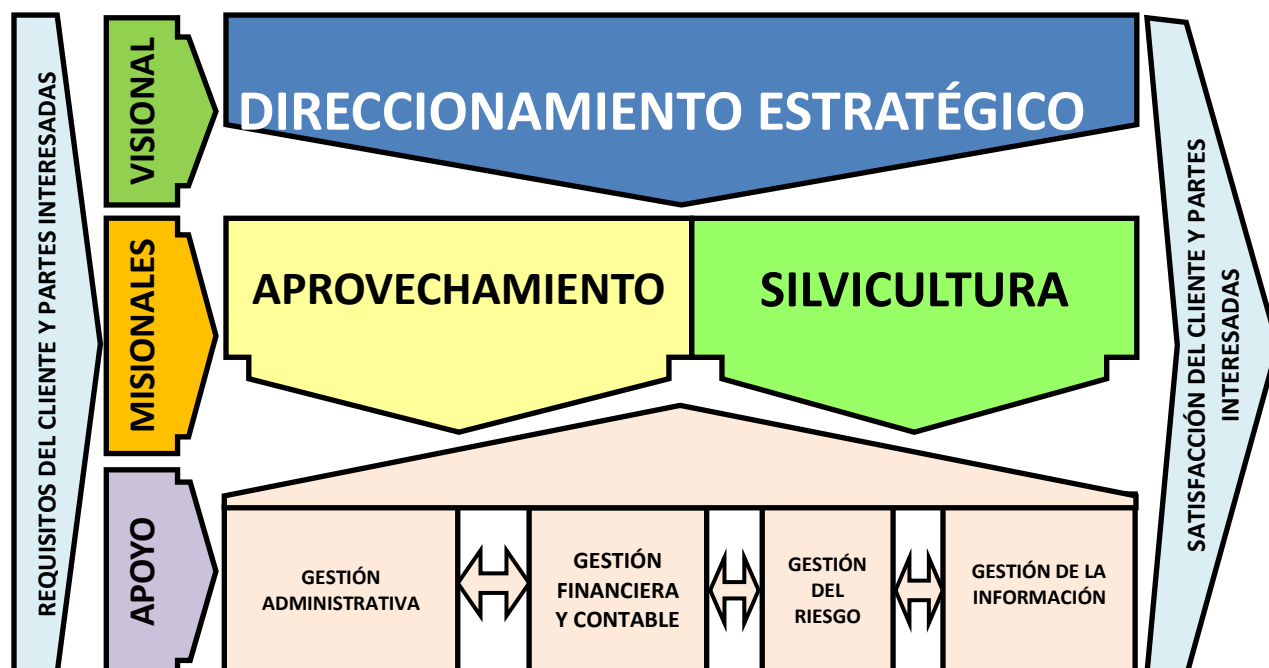 REQUISITOS DEL CLIENTE Y PARTES INTERESADAS
VISIONAL
DIRECCIONAMIENTO ESTRATÉGICO
MISIONALES
APROVECHAMIENTO
SILVICULTURA
APOYO
GESTIÓN
ADMINISTRATIVA
GESTIÓN
FINANCIERA
Y CONTABLE
GESTIÓN
DEL
RIESGO
GESTIÓN DE LA
INFORMACIÓN
SATISFACCIÓN DEL CLIENTE Y PARTES
INTERESADAS